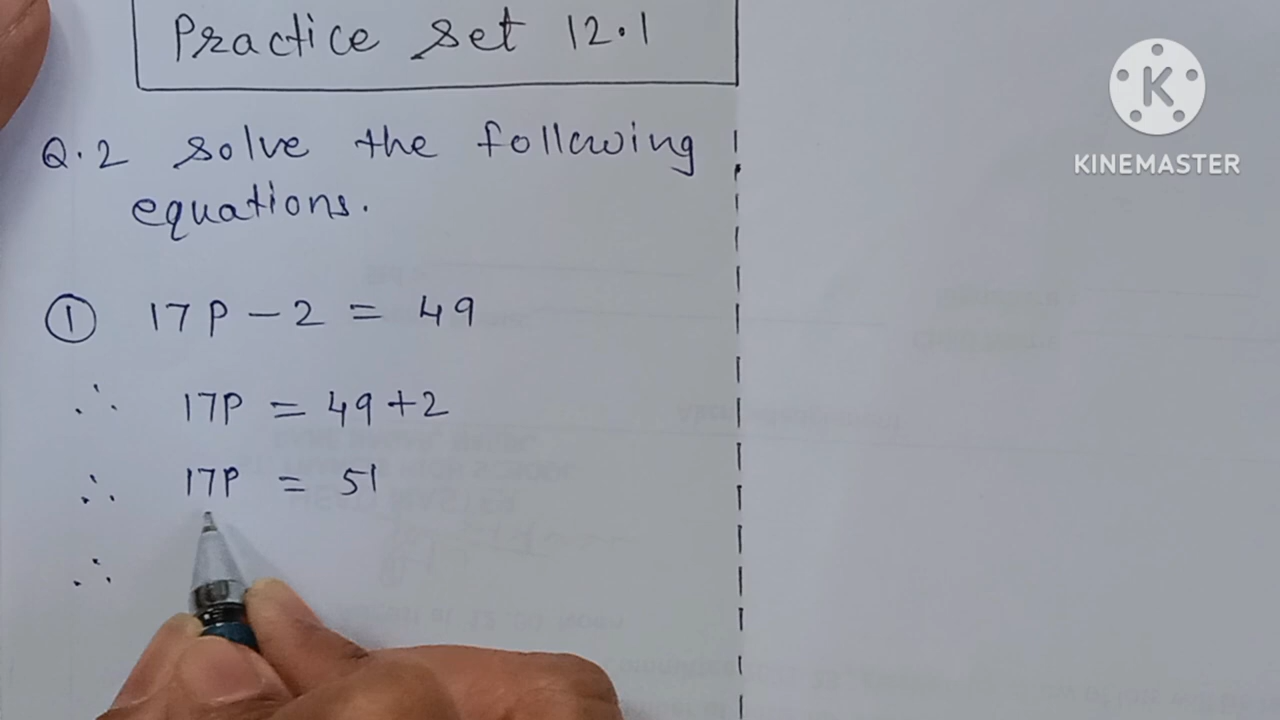 Practice set 12.1
Q.2 solve the following
equations.
① 17P - 2 = 49
∴ 17P = 49 + 2
∴ 17P = 51
∴
K
KINEMASTER